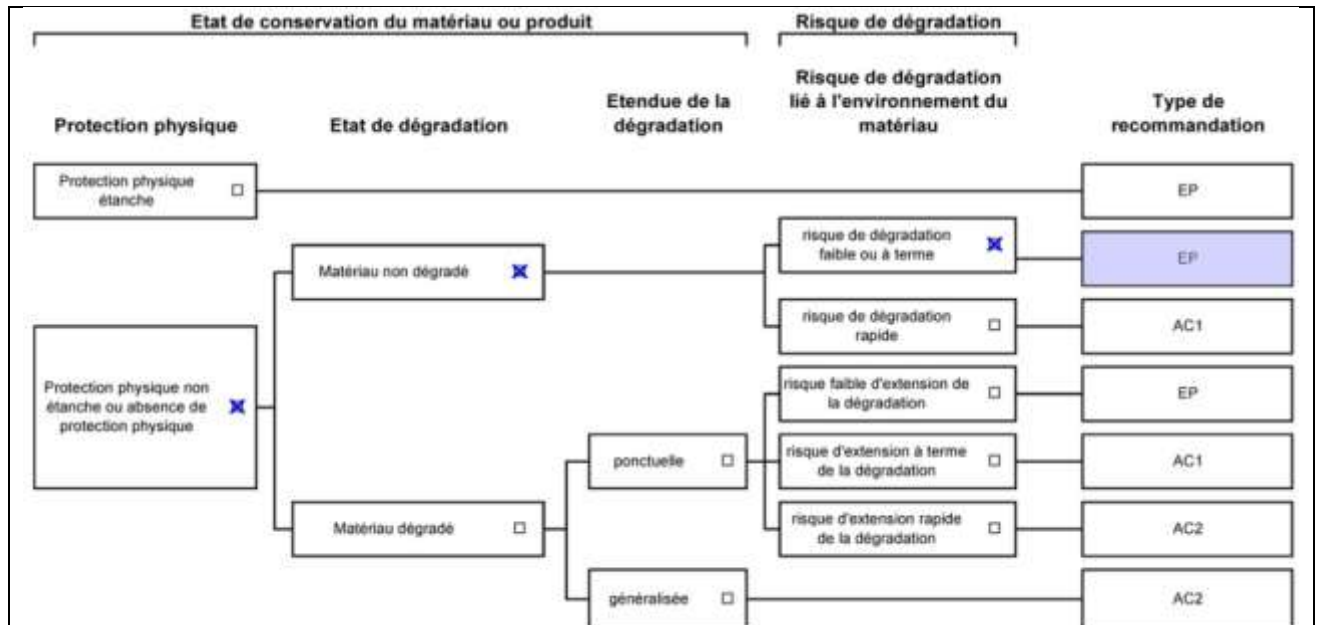 Etat de conservation du matériau ou produit
Risque de dégradation
Protection physique
Etat de dégradation
Etendue de la
dégradation
Risque de dégradation
lié à l'environnement du
matériau
Type de
recommandation
Protection physique
étanche
EP
risque de dégradation
faible ou à terme
EP
Matériau non dégradé
risque de dégradation
rapide
AC1
Protection physique non
étanche ou absence de
protection physique
risque faible d'extension de
la dégradation
EP
ponctuelle
risque d'extension à terme
de la dégradation
AC1
Matériau dégradé
risque d'extension rapide
de la dégradation
AC2
généralisée
AC2